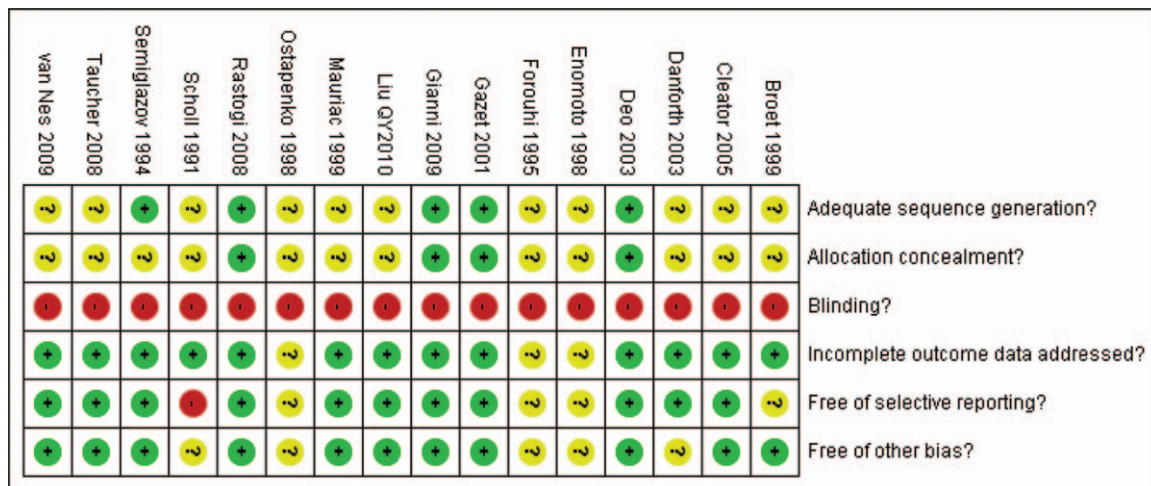 van Nes 2009
Taucher 2008
Semiglazov 1994
Scholl 1991
Rastogi 2008
Ostapenko 1998
Mauriac 1999
Liu QY2010
Gianni 2009
Gazet 2001
Forouhi 1995
Enomoto 1998
Deo 2003
Danforth 2003
Cleator 2005
Broet 1999
? ? + ? + ? ? ? + + ? ? + ? ? ? Adequate sequence generation?
? ? ? ? + ? ? ? + + ? ? + ? ? ? Allocation concealment?
- - - - - - - - - - - - - - - - Blinding?
+ + + + + ? + + + + ? ? + + + + Incomplete outcome data addressed?
+ + + - + ? + + + + ? ? + + + ? Free of selective reporting?
+ + + ? + ? + + + + ? ? + ? + + Free of other bias?